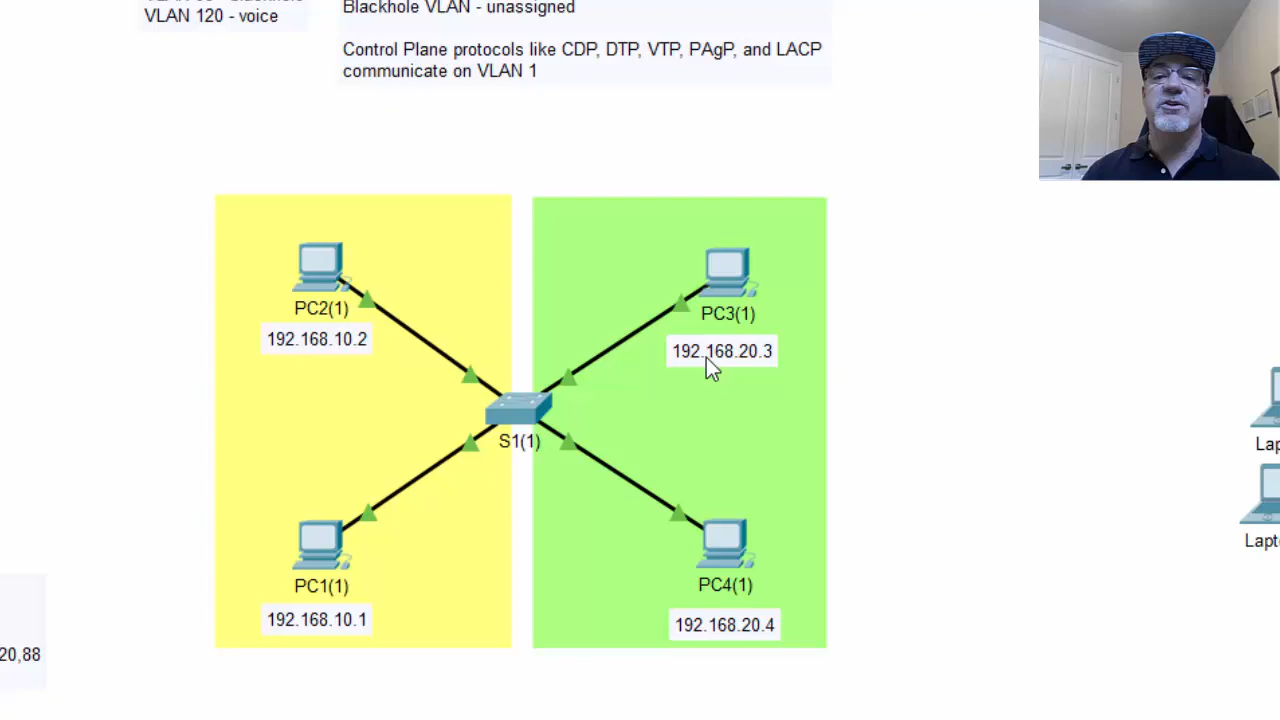 VLAN 120 - voice
Blackhole VLAN - unassigned
Control Plane protocols like CDP, DTP, VTP, PAgP, and LACP
communicate on VLAN 1
PC2(1)
192.168.10.2
PC3(1)
192.168.20.3
S1(1)
PC1(1)
192.168.10.1
PC4(1)
192.168.20.4
Lap
Lapt
20,88